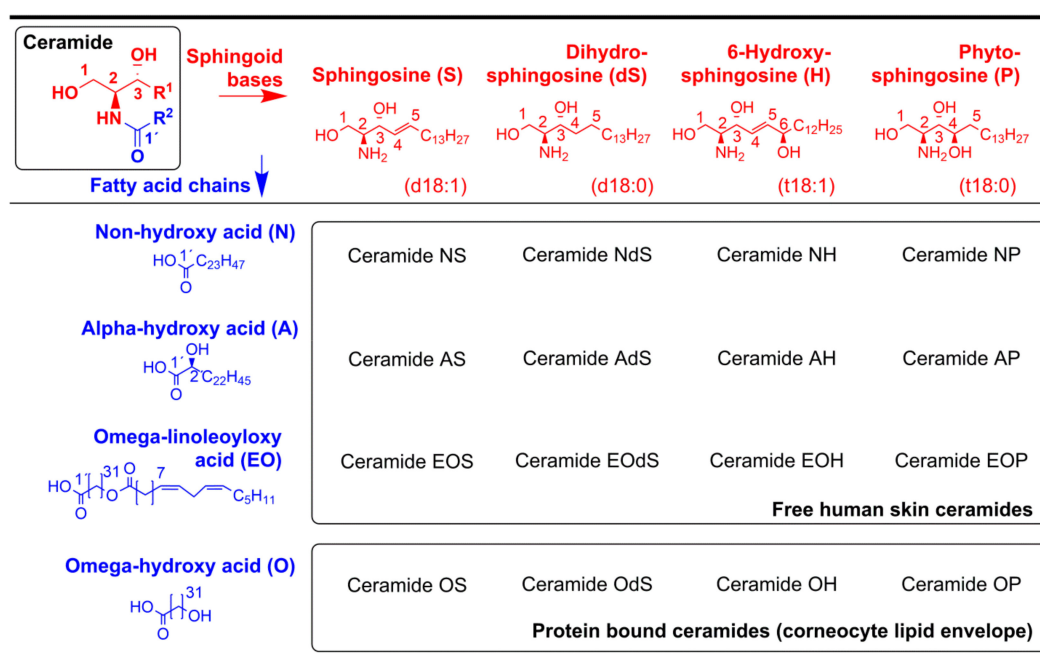 Ceramide
OH
1
2
HO
3
R¹
HN
R²
1´
O
Sphingoid
bases
Fatty acid chains
Sphingosine (S)
Dihydro-
sphingosine (dS)
6-Hydroxy-
sphingosine (H)
Phyto-
sphingosine (P)
1 OH 5
HO 2 3 4 C₁₃H₂₇
NH₂
1 OH 5
HO 2 3 4 C₁₃H₂₇
NH₂
1 OH 5
HO 2 3 4 6 C₁₂H₂₅
NH₂ OH
1 OH 4 5
HO 2 3 C₁₃H₂₇
NH₂OH
(d18:1)
(d18:0)
(t18:1)
(t18:0)
Non-hydroxy acid (N)
HO 1´ C₂₃H₄₇
O
Ceramide NS
Ceramide NdS
Ceramide NH
Ceramide NP
Alpha-hydroxy acid (A)
OH
HO 1´ 2´ C₂₂H₄₅
O
Ceramide AS
Ceramide AdS
Ceramide AH
Ceramide AP
Omega-linoleoyloxy
acid (EO)
1´ 31 O 7
HO O C₅H₁₁
O
Ceramide EOS
Ceramide EOdS
Ceramide EOH
Ceramide EOP
Free human skin ceramides
Omega-hydroxy acid (O)
31
HO OH
O
Ceramide OS
Ceramide OdS
Ceramide OH
Ceramide OP
Protein bound ceramides (corneocyte lipid envelope)